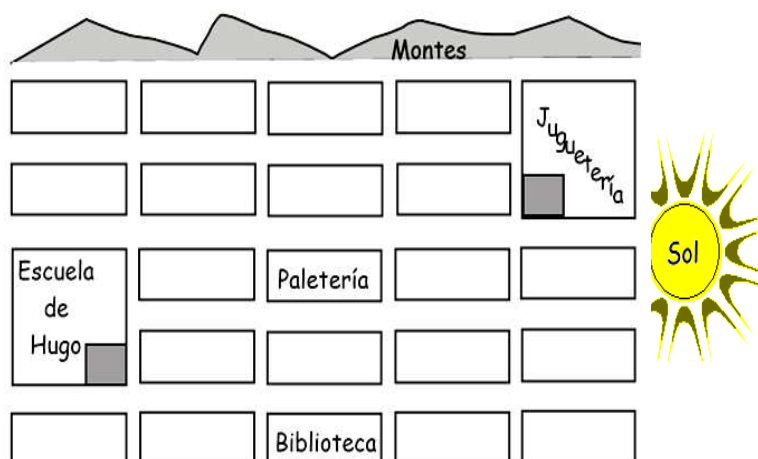 Montes
Juguetería
Escuela
de
Hugo
Paletería
Sol
Biblioteca